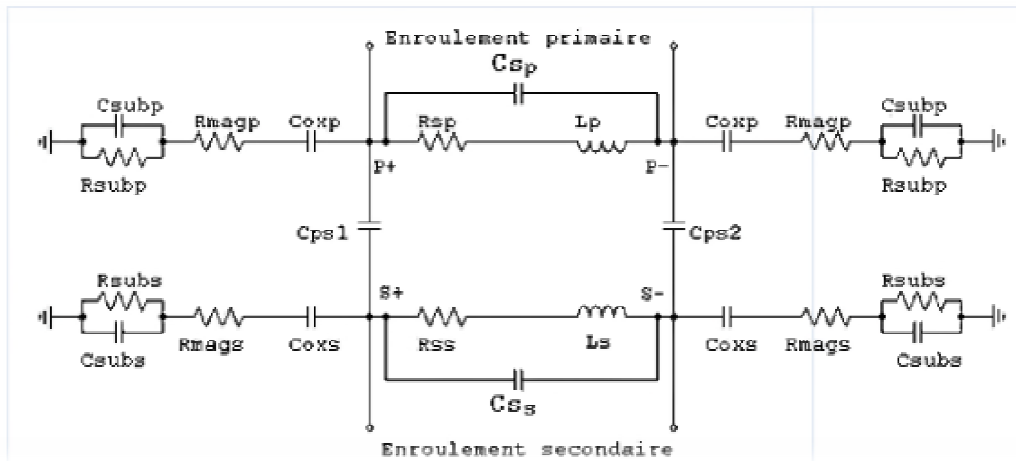 Enroulement primaire
Csp
Csubp Rmagp Coxp Rsp Lp Coxp Rmagp Csubp
Rsubp P+ P- Rsubp
Cps1 Cps2
Rsubs S+ S- Rsubs
Csubs Rmags Coxs Rss Ls Coxs Rmags Csubs
Css
Enroulement secondaire